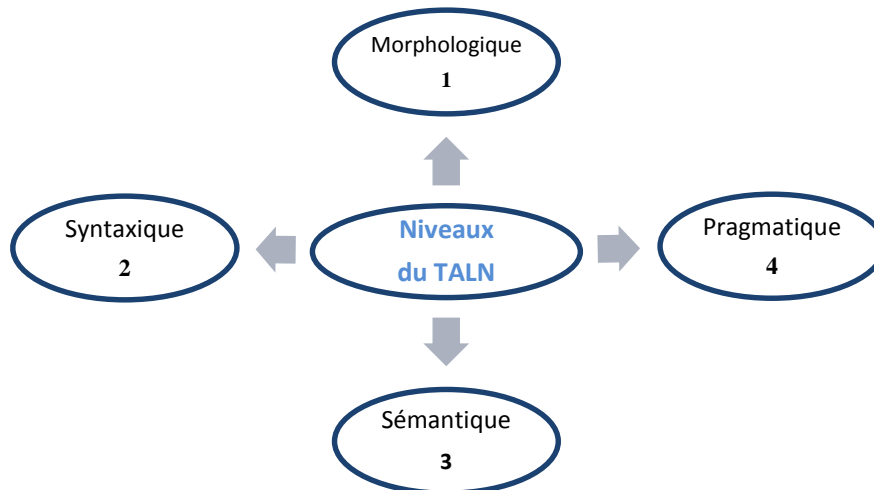 Morphologique
1
Syntaxique
2
Niveaux
du TALN
Pragmatique
4
Sémantique
3